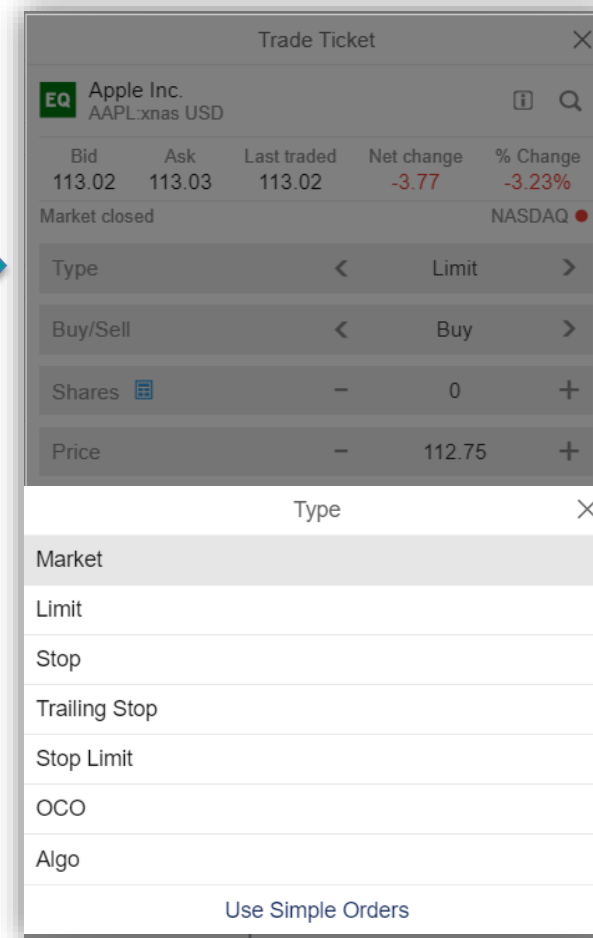 Trade Ticket
EQ Apple Inc.
AAPL:xnas USD
Bid Ask Last traded Net change % Change
113.02 113.03 113.02 -3.77 -3.23%
Market closed NASDAQ
Type Limit
Buy/Sell Buy
Shares - 0 +
Price - 112.75 +
Type
Market
Limit
Stop
Trailing Stop
Stop Limit
OCO
Algo
Use Simple Orders